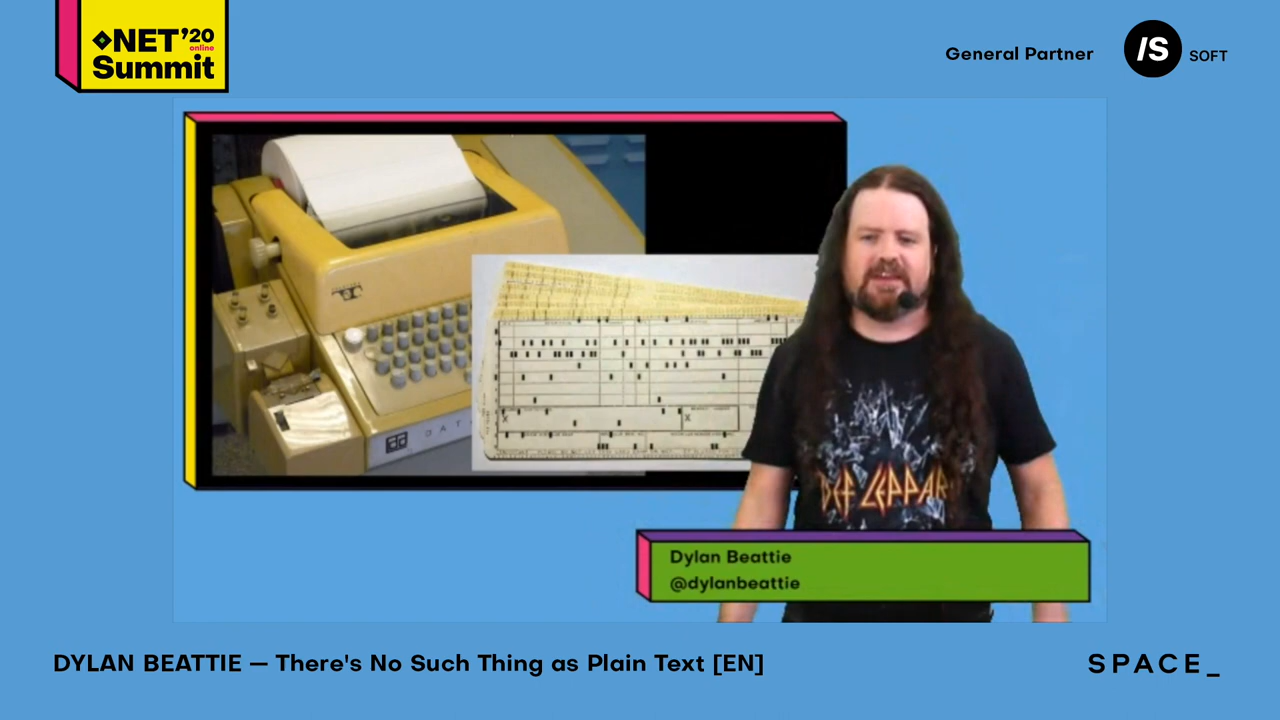 .NET'20
online
Summit
General Partner
/S SOFT
DEF LEPPAR
Dylan Beattie
@dylanbeattie
DYLAN BEATTIE — There's No Such Thing as Plain Text [EN]
SPACE_